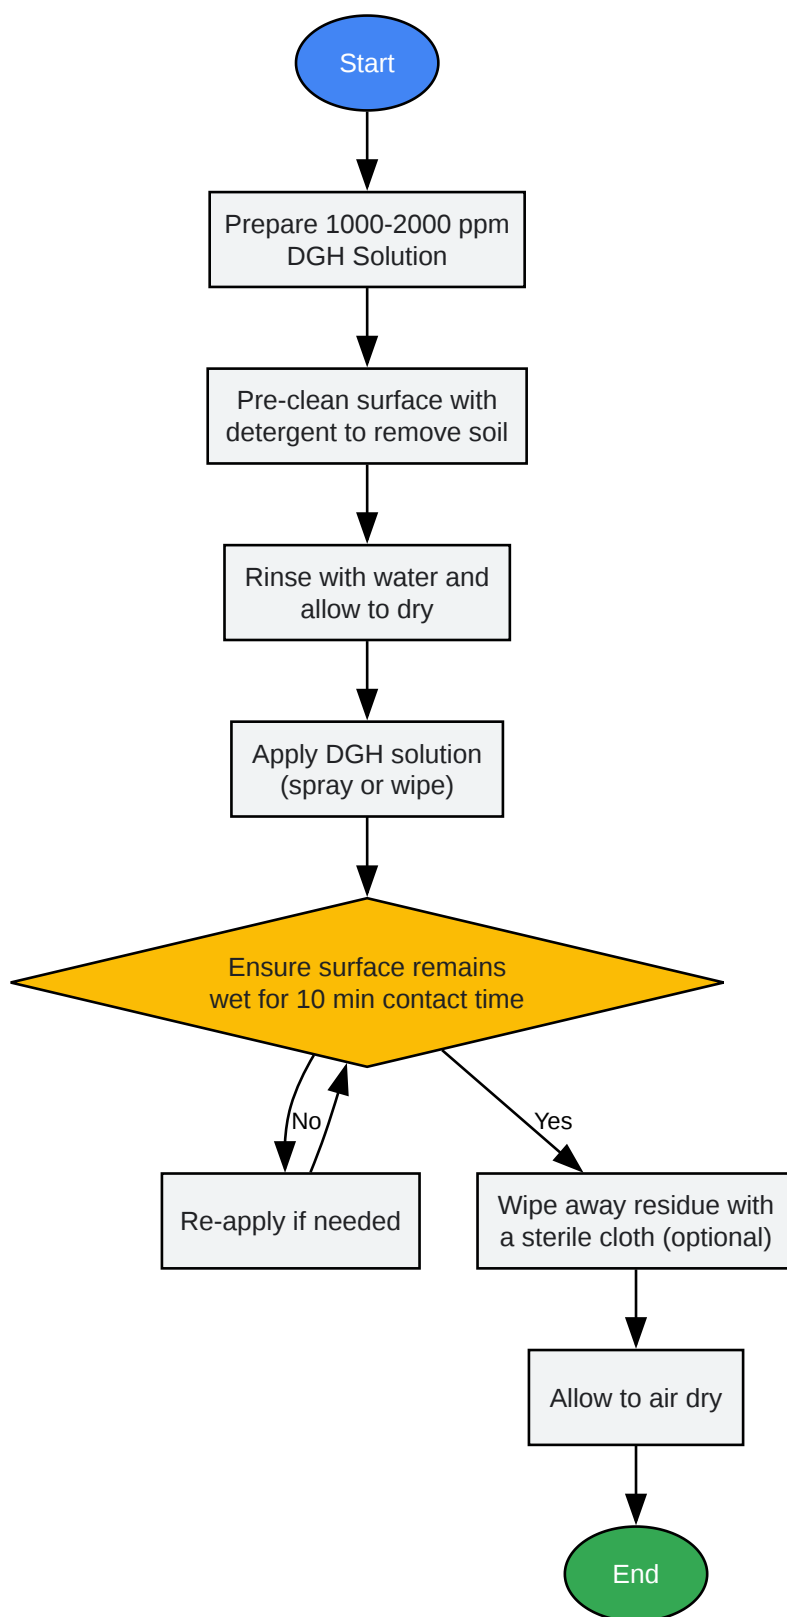 Start
Prepare 1000-2000 ppm
DGH Solution
Pre-clean surface with
detergent to remove soil
Rinse with water and
allow to dry
Apply DGH solution
(spray or wipe)
Ensure surface remains
wet for 10 min contact time
No
Yes
Re-apply if needed
Wipe away residue with
a sterile cloth (optional)
Allow to air dry
End